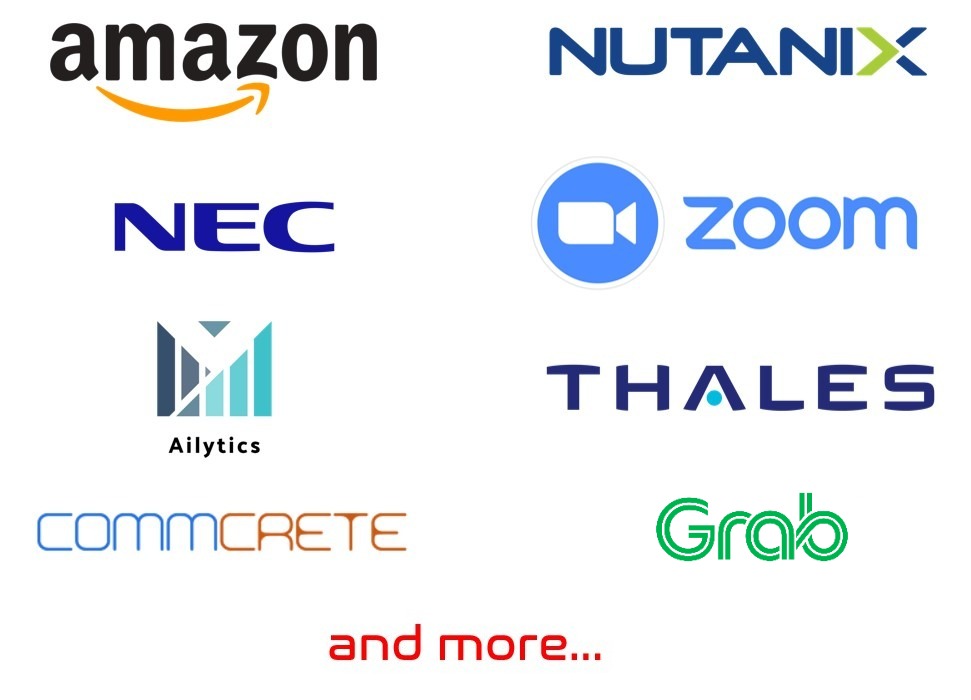 amazon
NUTANIX
NEC
zoom
Ailytics
THALES
COMMCRETE
Grab
and more...